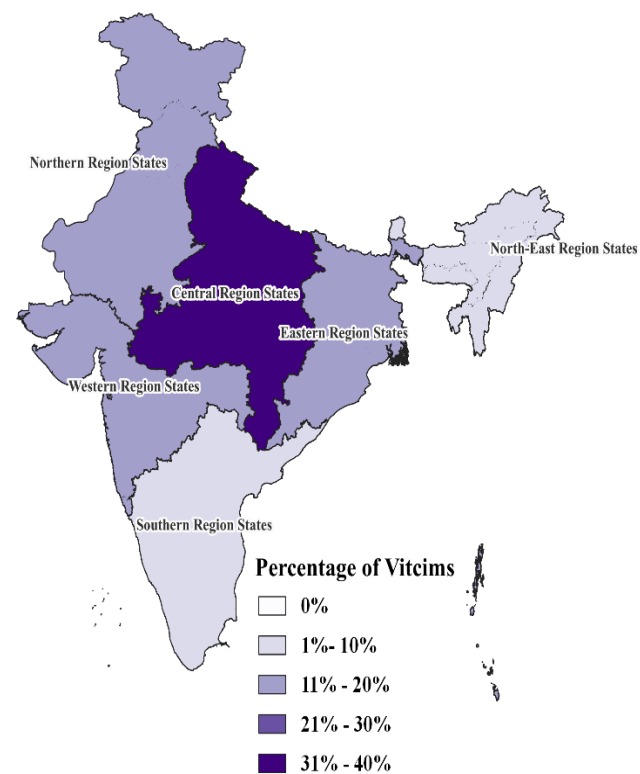 Northern Region States
North-East Region States
Central Region States
Eastern Region States
Western Region States
Southern Region States
Percentage of Vitcims
0%
1%- 10%
11% - 20%
21% - 30%
31% - 40%